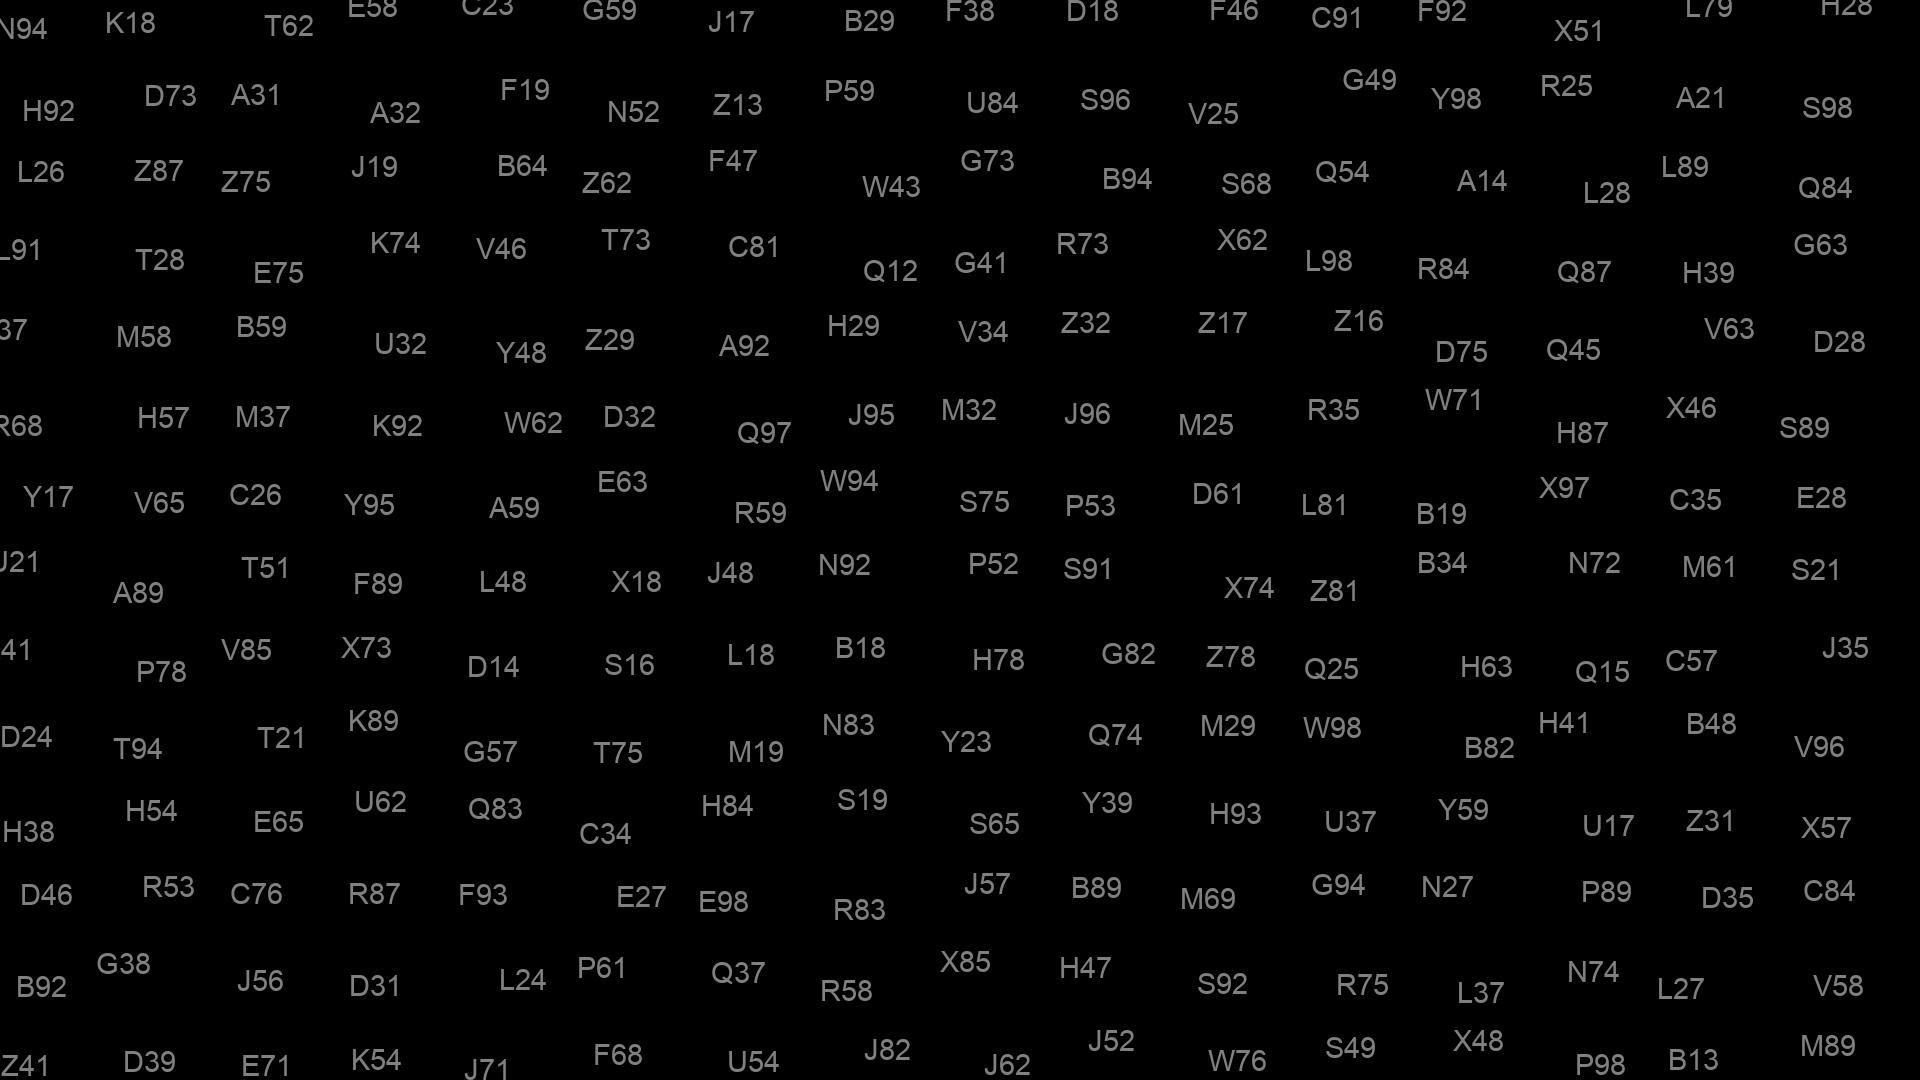 N94 K18 T62 E58 C23 G59 J17 B29 F38 D18 F46 C91 F92 X51 L79 H28
H92 D73 A31 A32 F19 N52 Z13 P59 U84 S96 V25 G49 Y98 R25 A21 S98
L26 Z87 Z75 J19 B64 Z62 F47 W43 G73 B94 S68 Q54 A14 L28 L89 Q84
L91 T28 E75 K74 V46 T73 C81 Q12 G41 R73 X62 L98 R84 Q87 H39 G63
37 M58 B59 U32 Y48 Z29 A92 H29 V34 Z32 Z17 Z16 D75 Q45 V63 D28
R68 H57 M37 K92 W62 D32 Q97 J95 M32 J96 M25 R35 W71 H87 X46 S89
Y17 V65 C26 Y95 A59 E63 R59 W94 S75 P53 D61 L81 B19 X97 C35 E28
J21 A89 T51 F89 L48 X18 J48 N92 P52 S91 X74 Z81 B34 N72 M61 S21
41 P78 V85 X73 D14 S16 L18 B18 H78 G82 Z78 Q25 H63 Q15 C57 J35
D24 T94 T21 K89 G57 T75 M19 N83 Y23 Q74 M29 W98 B82 H41 B48 V96
H38 H54 E65 U62 Q83 C34 H84 S19 S65 Y39 H93 U37 Y59 U17 Z31 X57
D46 R53 C76 R87 F93 E27 E98 R83 J57 B89 M69 G94 N27 P89 D35 C84
B92 G38 J56 D31 L24 P61 Q37 R58 X85 H47 S92 R75 L37 N74 L27 V58
Z41 D39 E71 K54 J71 F68 U54 J82 J62 J52 W76 S49 X48 P98 B13 M89